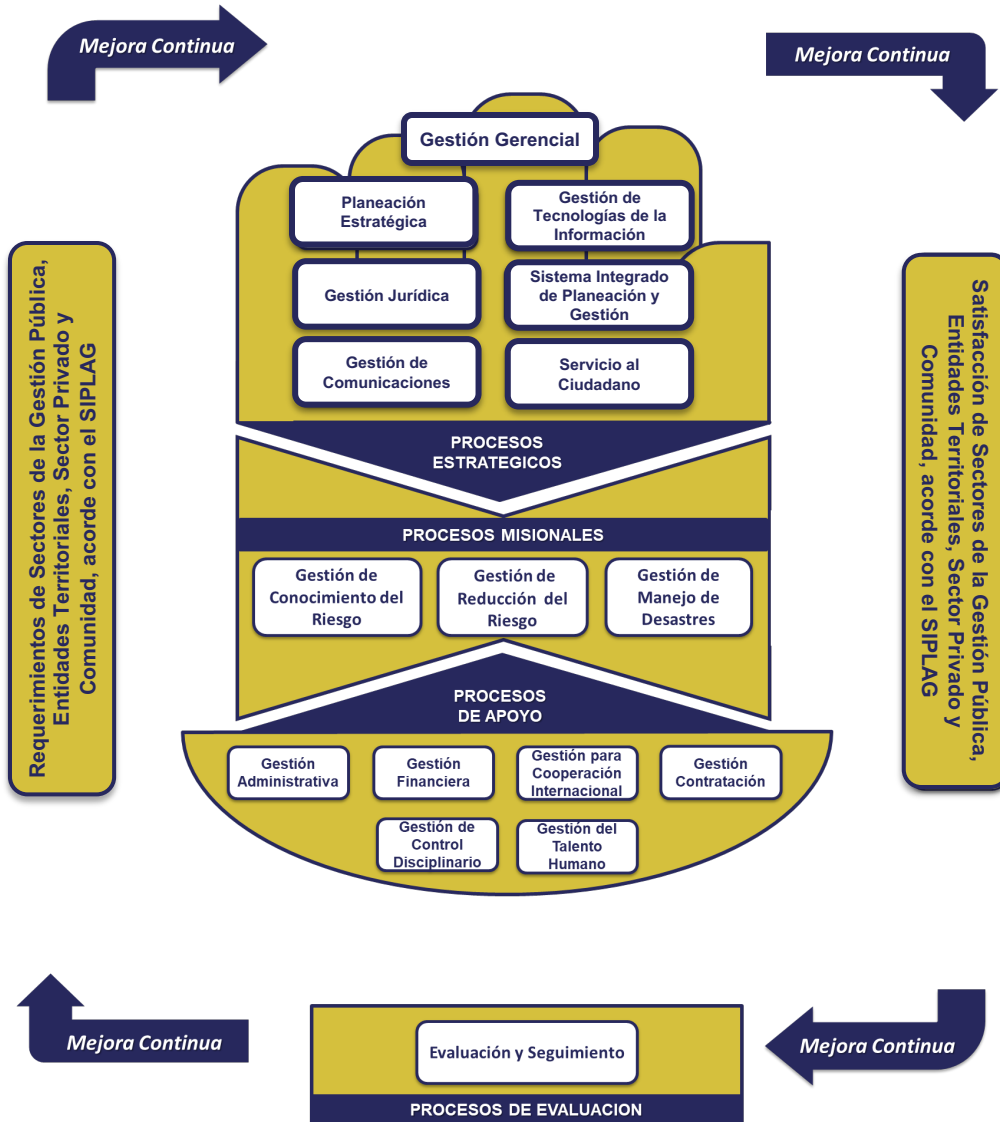 Mejora Continua
Mejora Continua
Gestión Gerencial
Planeación
Estratégica
Gestión de
Tecnologías de la
Información
Gestión Jurídica
Sistema Integrado
de Planeación y
Gestión
Gestión de
Comunicaciones
Servicio al
Ciudadano
Requerimientos de Sectores de la Gestión Pública,
Entidades Territoriales, Sector Privado y
Comunidad, acorde con el SIPLAG
Satisfacción de Sectores de la Gestión Pública,
Entidades Territoriales, Sector Privado y
Comunidad, acorde con el SIPLAG
PROCESOS
ESTRATEGICOS
PROCESOS MISIONALES
Gestión de
Conocimiento del
Riesgo
Gestión de
Reducción del
Riesgo
Gestión de
Manejo de
Desastres
PROCESOS
DE APOYO
Gestión
Administrativa
Gestión
Financiera
Gestión para
Cooperación
Internacional
Gestión
Contratación
Gestión de
Control
Disciplinario
Gestión del
Talento
Humano
Mejora Continua
Evaluación y Seguimiento
Mejora Continua
PROCESOS DE EVALUACION